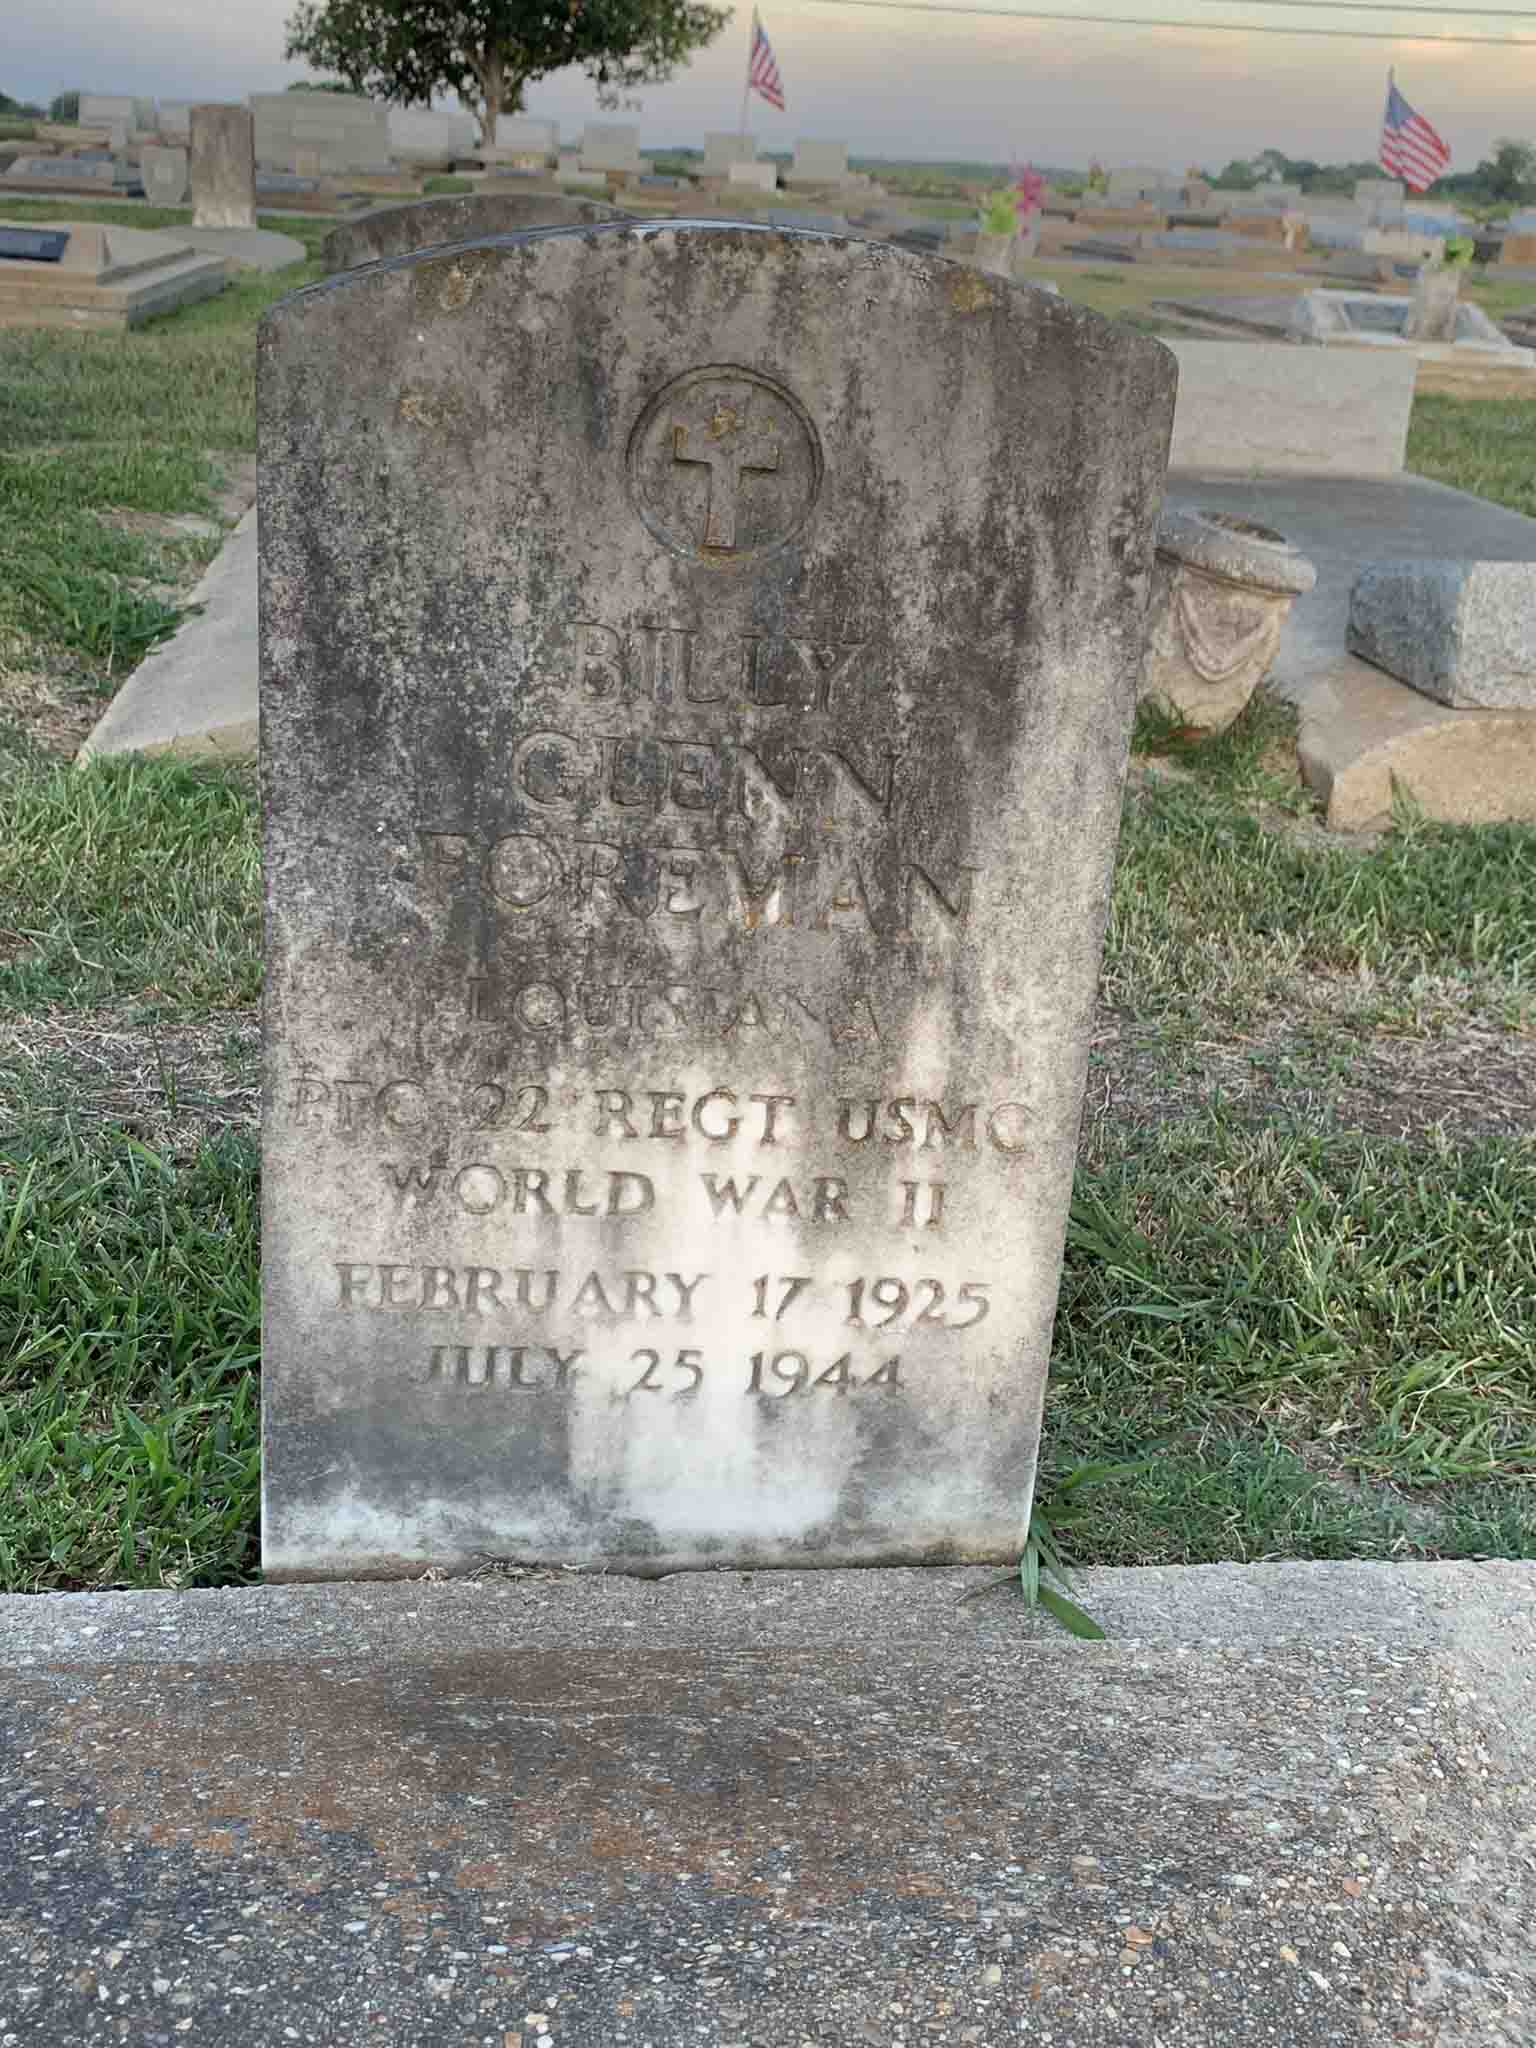 BILLY
GLENN
FOREMAN
LOUISIANA
PFC 22 REGT USMC
WORLD WAR II
FEBRUARY 17 1925
JULY 25 1944